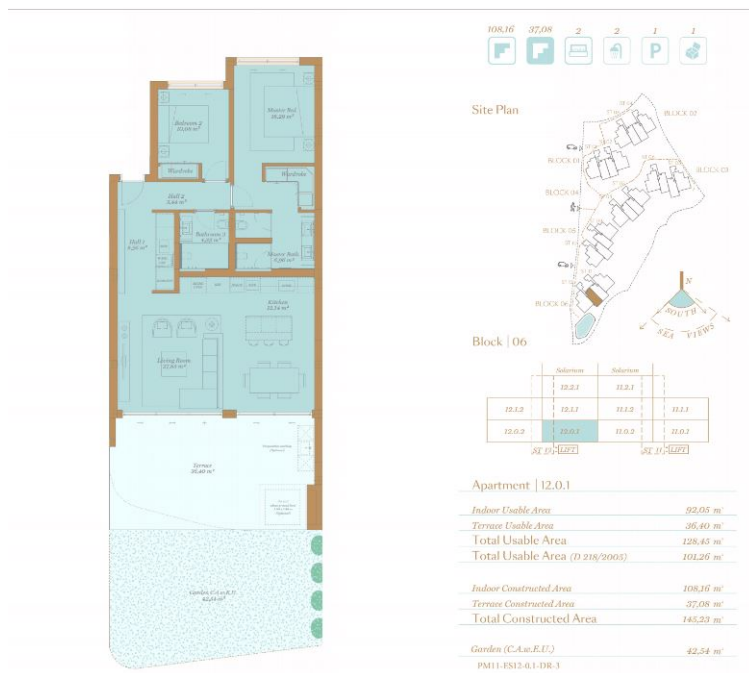 108,16 37,08 2 2 1 1
P
Site Plan
BLOCK 02
BLOCK 01
BLOCK 03
BLOCK 04
BLOCK 05
BLOCK 06
N
SOUTH
SEA VIEWS
Block | 06
Solarium Solarium
12.2.1 11.2.1
12.1.2 12.1.1 11.1.2 11.1.1
12.0.2 12.0.1 11.0.2 11.0.1
LIFT LIFT
Apartment | 12.0.1
Indoor Usable Area 92,05 m²
Terrace Usable Area 36,40 m²
Total Usable Area 128,45 m²
Total Usable Area (D 218/2005) 101,26 m²
Indoor Constructed Area 108,16 m²
Terrace Constructed Area 37,08 m²
Total Constructed Area 145,23 m²
Garden (C.A.w.E.U.) 42,54 m²
PM11-ES12-0.1-DR-3
Master Bed.
Bedroom 2
Wardrobe
Wardrobe
Hall 2
Hall 1
Bathroom 2
Master Bath
Kitchen
Living Room
Terrace
36,40 m²
Garden C.A.w.E.U.
42,54 m²